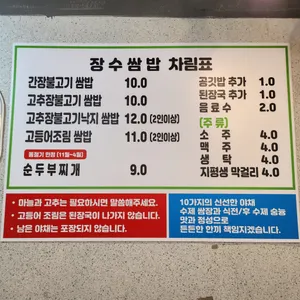 장수쌈밥 차림표
간장불고기 쌈밥 10.0
고추장불고기 쌈밥 10.0
고추장불고기낙지 쌈밥 12.0 (2인이상)
고등어조림 쌈밥 11.0 (2인이상)
동절기 한정 (11월~4월)
순두부찌개 9.0
공깃밥 추가 1.0
된장국 추가 1.0
음료수 2.0
(주류)
소주 4.0
맥주 4.0
생탁 4.0
지평생 막걸리 4.0
• 마늘과 고추는 필요하시면 말씀해주세요.
• 고등어 조림은 된장국이 나가지 않습니다.
• 남은 야채는 포장되지 않습니다.
10가지의 신선한 야채
수제 쌈장과 식전/후 수제 숭늉
맛과 정성으로
든든한 한끼 책임지겠습니다.